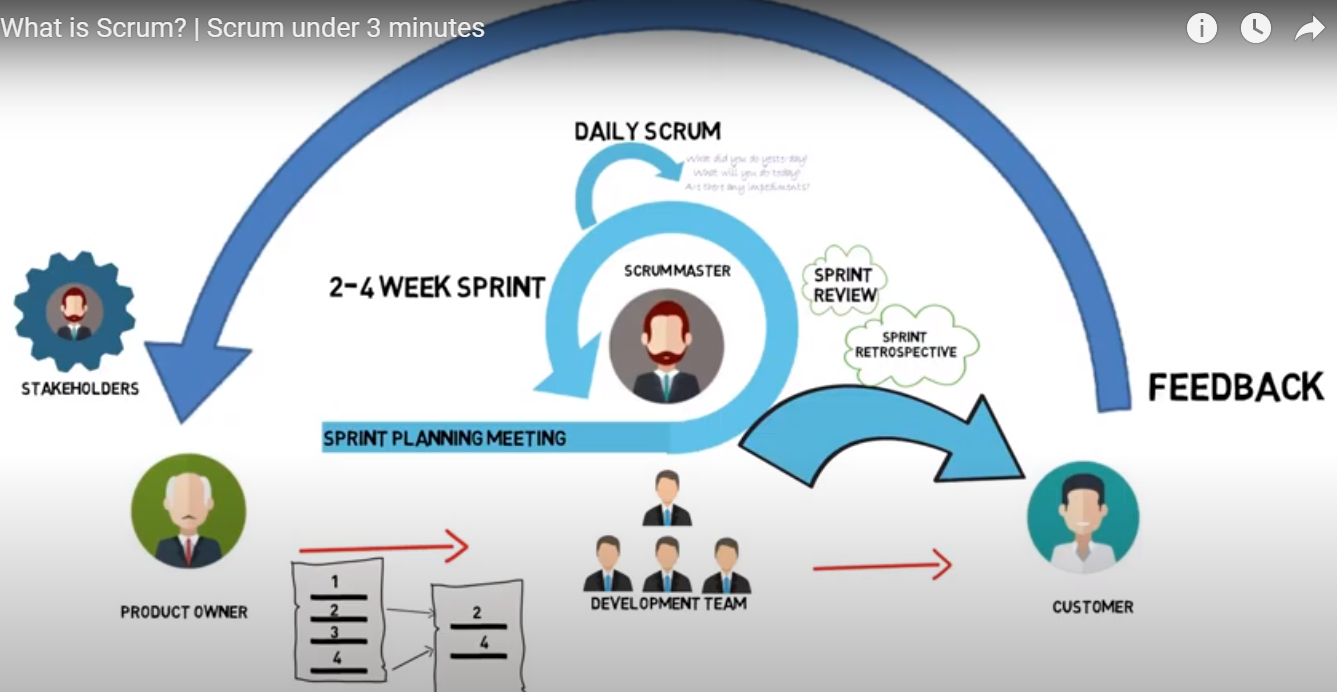 What is Scrum? | Scrum under 3 minutes
DAILY SCRUM
What did you do yesterday?
What will you do today?
Are there any impediments?
SCRUM MASTER
2-4 WEEK SPRINT
SPRINT
REVIEW
SPRINT
RETROSPECTIVE
STAKEHOLDERS
FEEDBACK
SPRINT PLANNING MEETING
1
2
3
4
2
4
PRODUCT OWNER
DEVELOPMENT TEAM
CUSTOMER